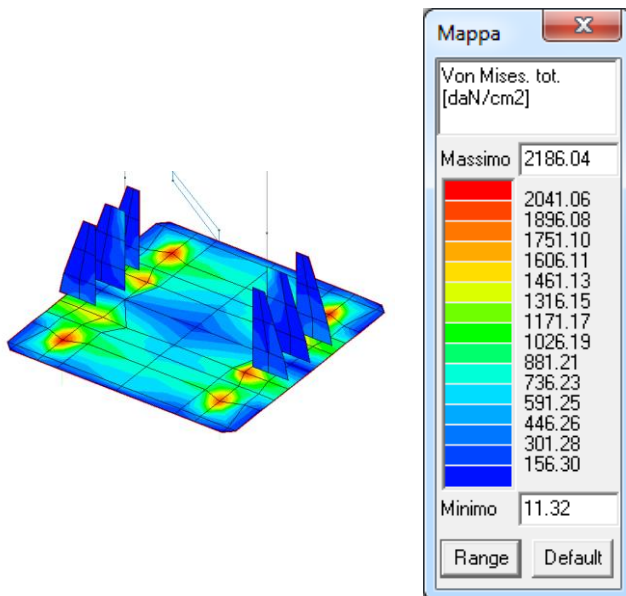 Mappa
Von Mises. tot.
[daN/cm2]
Massimo 2186.04
2041.06
1896.08
1751.10
1606.11
1461.13
1316.15
1171.17
1026.19
881.21
736.23
591.25
446.26
301.28
156.30
Minimo 11.32
Range Default